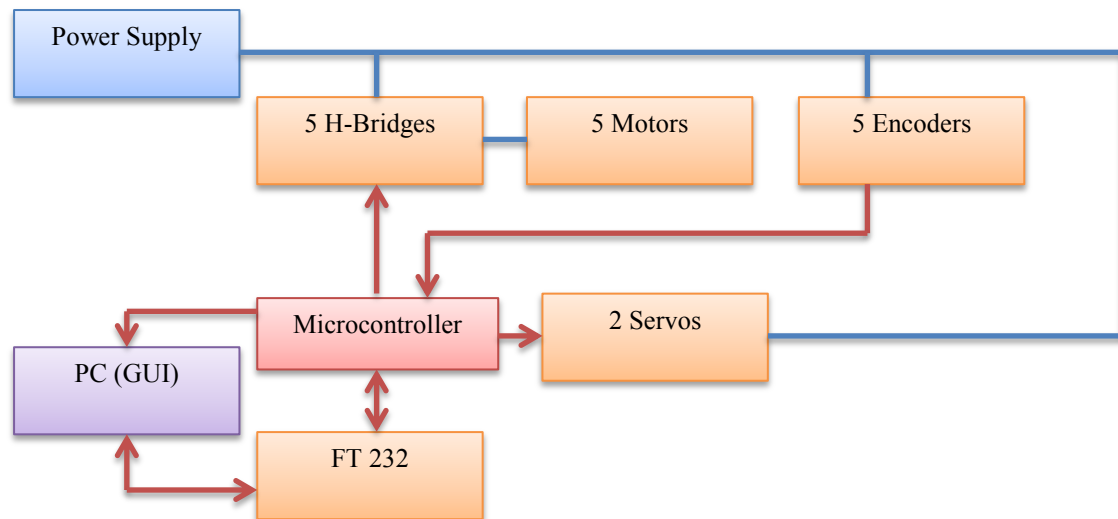 Power Supply
5 H-Bridges
5 Motors
5 Encoders
Microcontroller
2 Servos
PC (GUI)
FT 232